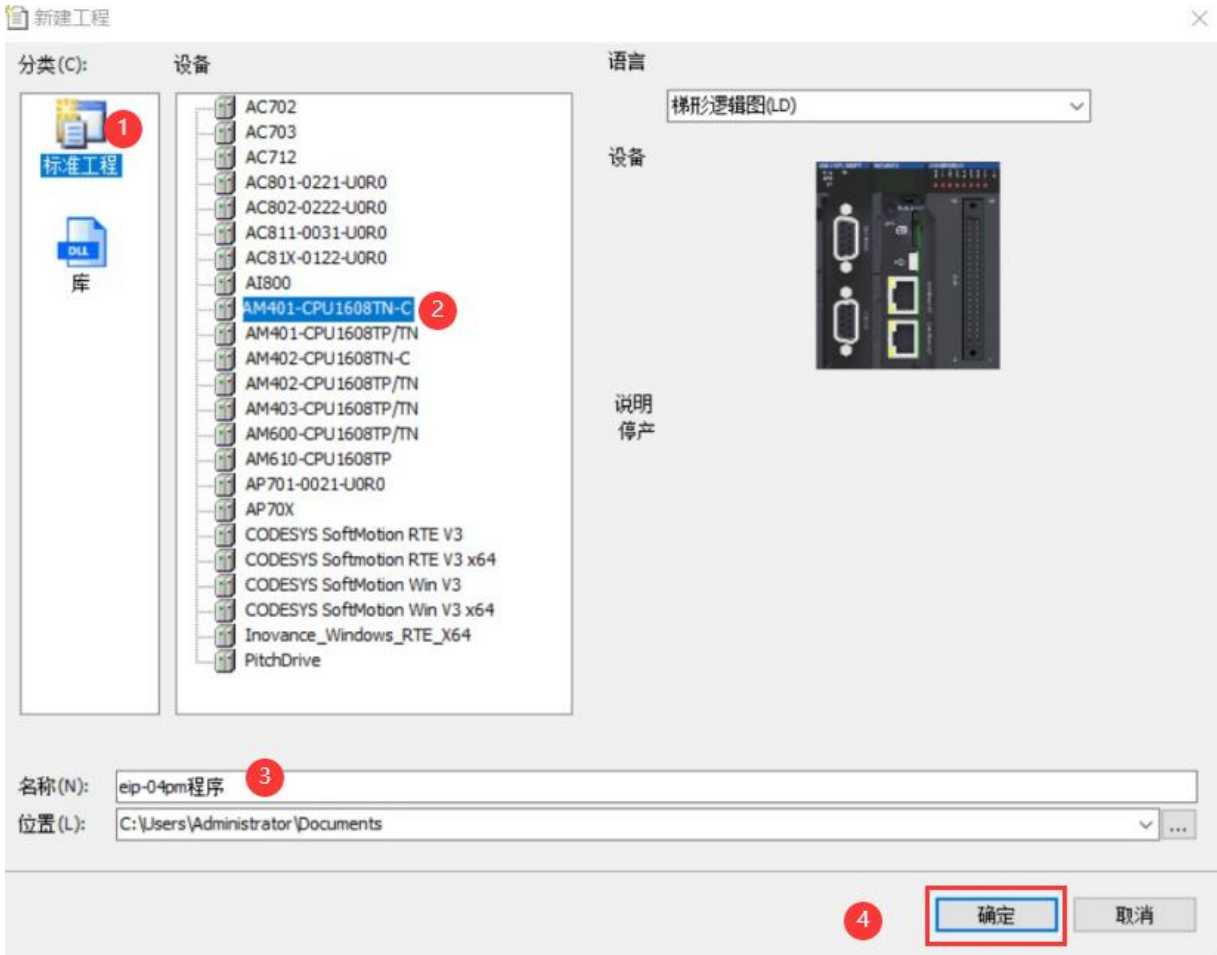 新建工程
分类(C):
设备
语言
标准工程
1
DLL
库
AC702
AC703
AC712
AC801-0221-U0R0
AC802-0222-U0R0
AC811-0031-U0R0
AC81X-0122-U0R0
AI800
AM401-CPU1608TN-C
2
AM401-CPU1608TP/TN
AM402-CPU1608TN-C
AM402-CPU1608TP/TN
AM403-CPU1608TP/TN
AM600-CPU1608TP/TN
AM610-CPU1608TP
AP701-0021-U0R0
AP70X
CODESYS SoftMotion RTE V3
CODESYS Softmotion RTE V3 x64
CODESYS SoftMotion Win V3
CODESYS SoftMotion Win V3 x64
Inovance_Windows_RTE_X64
PitchDrive
梯形逻辑图(LD)
设备
说明
停产
名称(N):
eip-04pm程序
3
位置(L):
C:\Users\Administrator\Documents
...
4
确定
取消